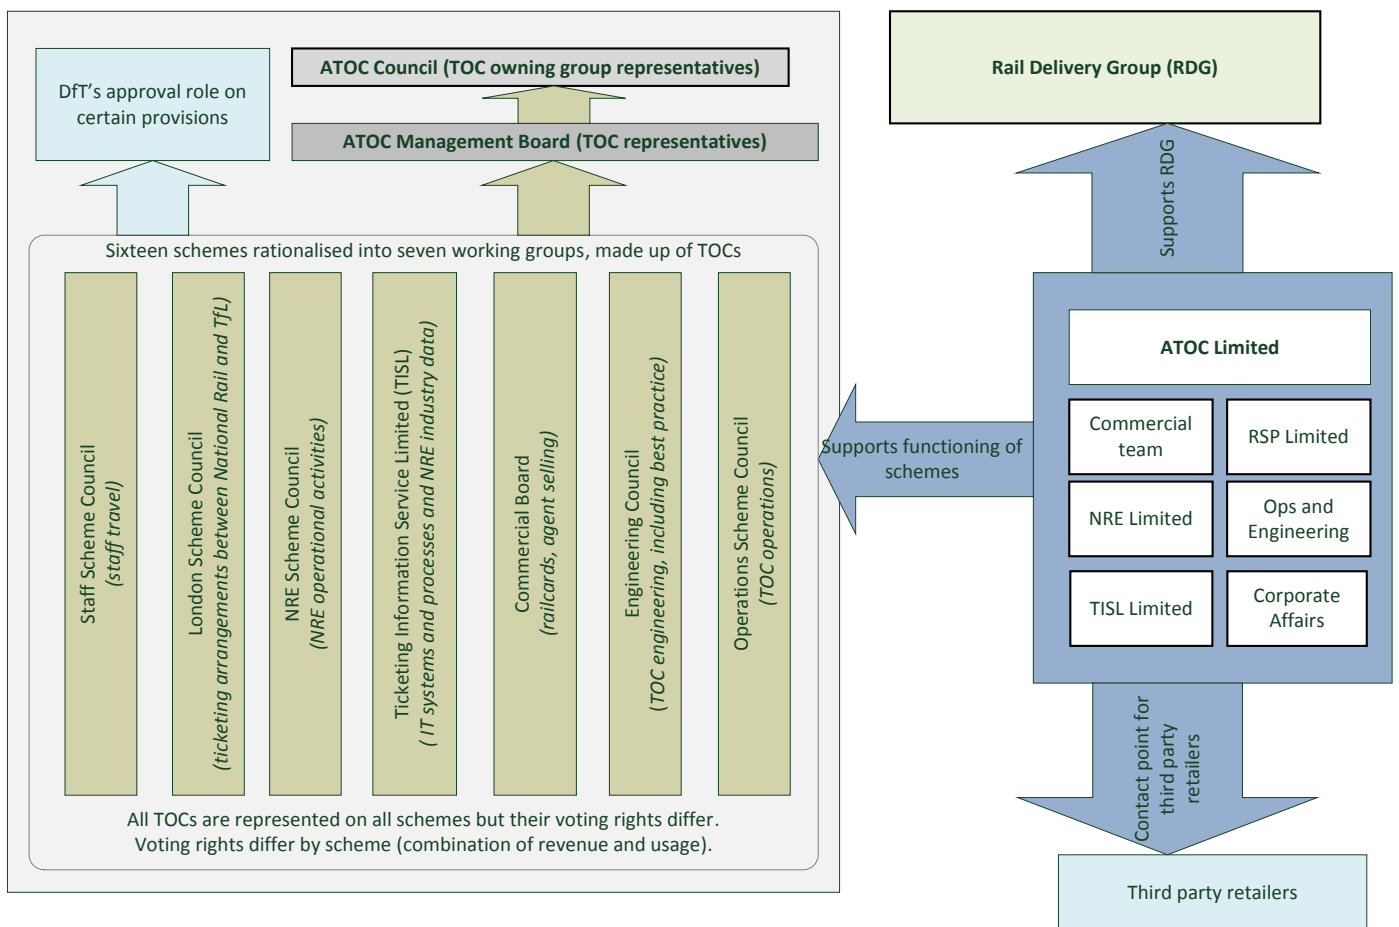 DfT's approval role on
certain provisions
ATOC Council (TOC owning group representatives)
ATOC Management Board (TOC representatives)
Sixteen schemes rationalised into seven working groups, made up of TOCs
Staff Scheme Council
(staff travel)
London Scheme Council
(ticketing arrangements between National Rail and TfL)
NRE Scheme Council
(NRE operational activities)
Ticketing Information Service Limited (TISL)
( IT systems and processes and NRE industry data)
Commercial Board
(railcards, agent selling)
Engineering Council
(TOC engineering, including best practice)
Operations Scheme Council
(TOC operations)
All TOCs are represented on all schemes but their voting rights differ.
Voting rights differ by scheme (combination of revenue and usage).
Rail Delivery Group (RDG)
Supports RDG
ATOC Limited
Commercial
team
RSP Limited
NRE Limited
Ops and
Engineering
TISL Limited
Corporate
Affairs
Supports functioning of
schemes
Contact point for
third party
retailers
Third party retailers